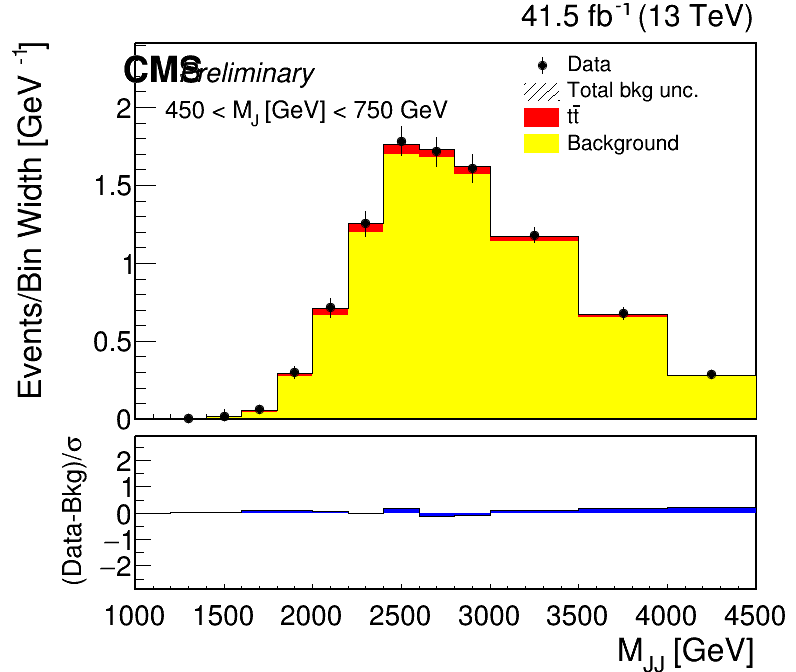 41.5 fb⁻¹ (13 TeV)
CMS Preliminary
450 < M_J [GeV] < 750 GeV
Data
Total bkg unc.
tt̄
Background
Events/Bin Width [GeV⁻¹]
2
1.5
1
0.5
0
(Data-Bkg)/σ
2
1
0
−1
−2
1000 1500 2000 2500 3000 3500 4000 4500
M_JJ [GeV]